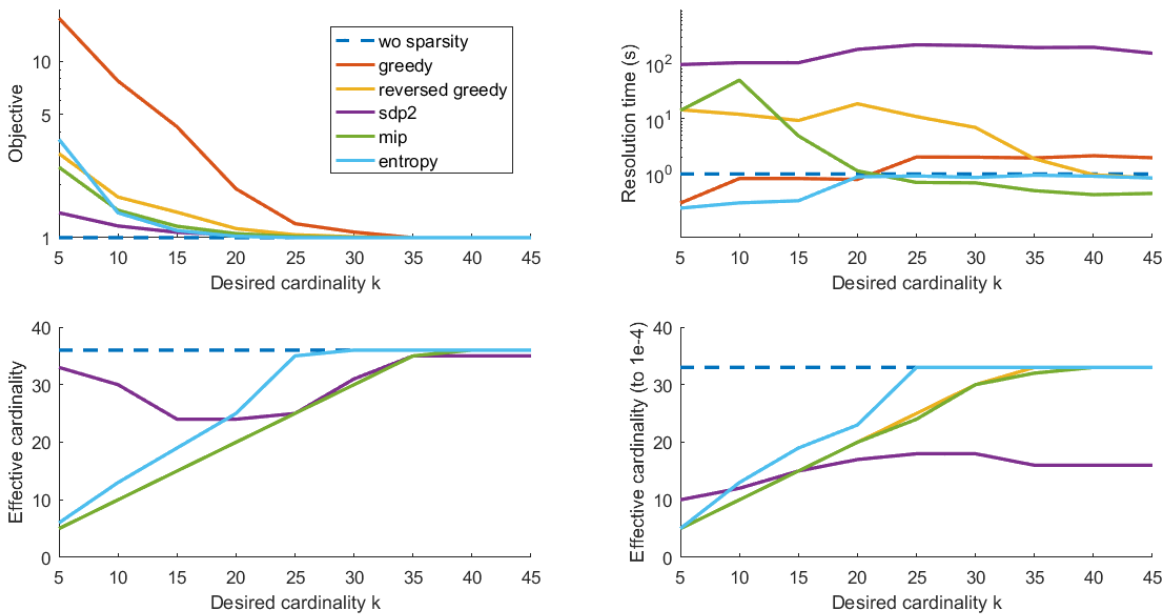 Objective
10
5
1
5 10 15 20 25 30 35 40 45
Desired cardinality k
wo sparsity
greedy
reversed greedy
sdp2
mip
entropy
Resolution time (s)
10^2
10^1
10^0
5 10 15 20 25 30 35 40 45
Desired cardinality k
Effective cardinality
40
30
20
10
0
5 10 15 20 25 30 35 40 45
Desired cardinality k
Effective cardinality (to 1e-4)
40
30
20
10
0
5 10 15 20 25 30 35 40 45
Desired cardinality k